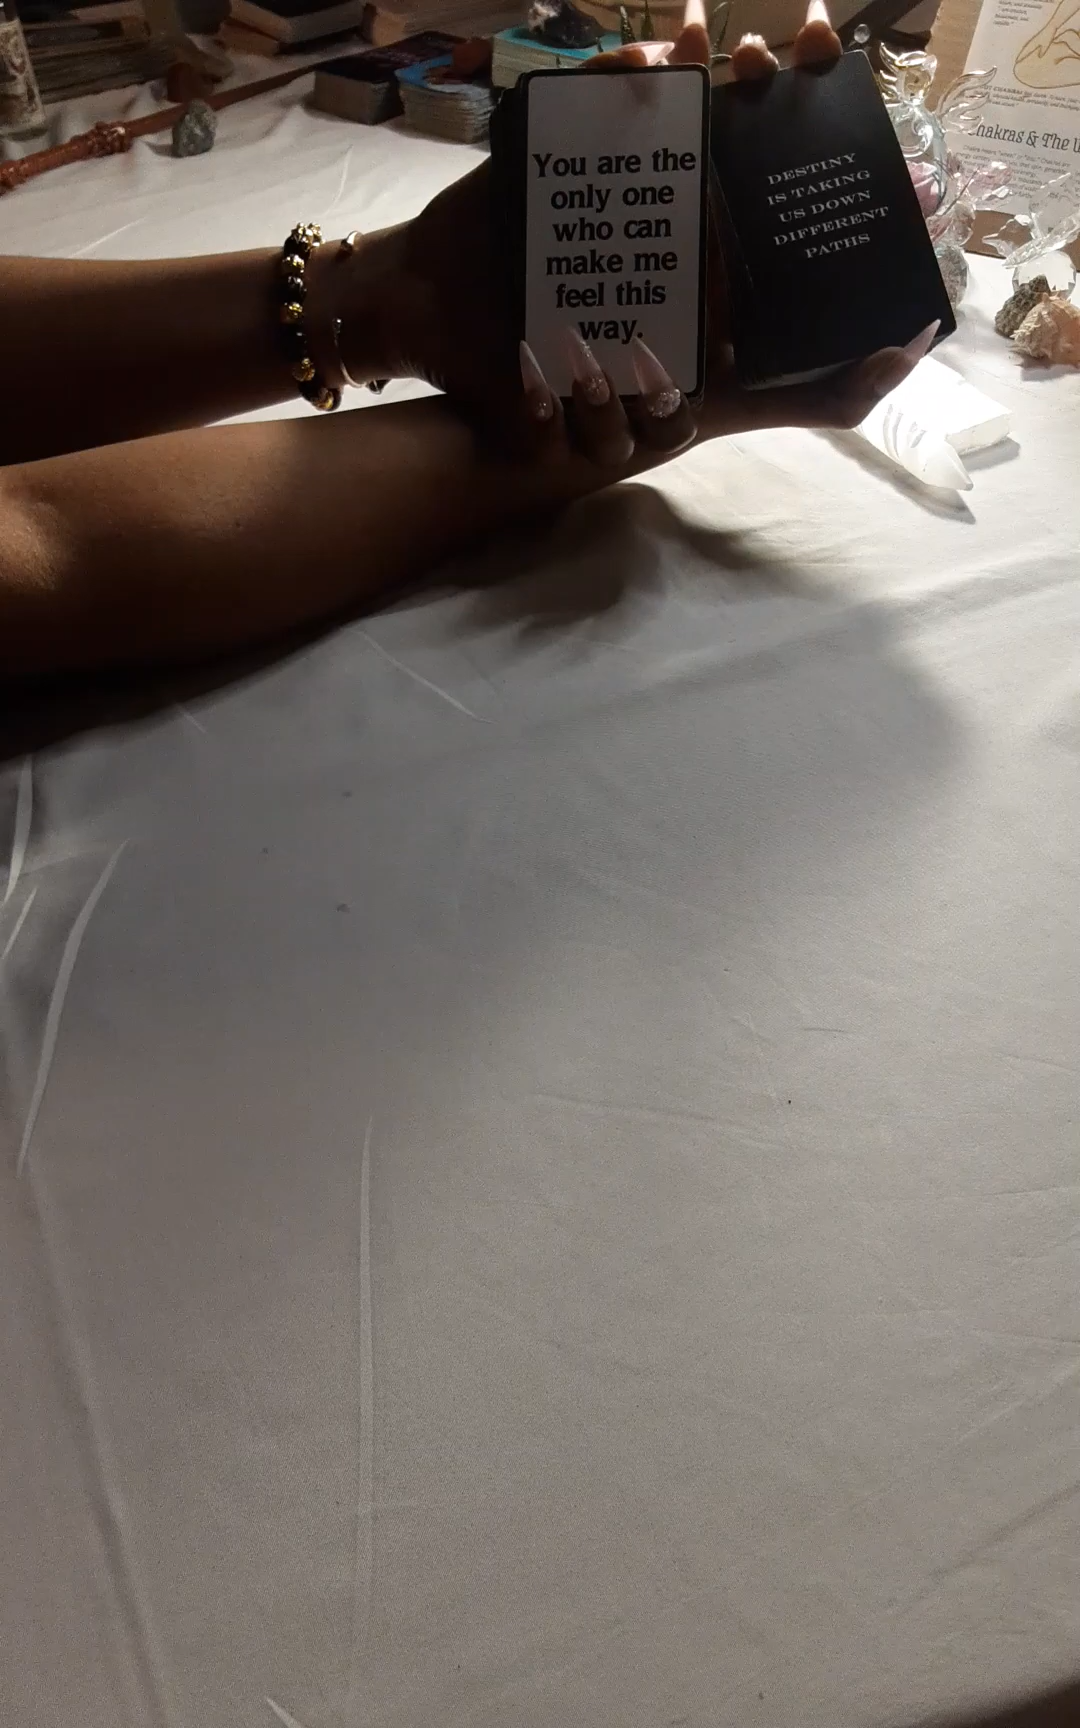 You are the
only one
who can
make me
feel this
way.
DESTINY
IS TAKING
US DOWN
DIFFERENT
PATHS
Chakras & The